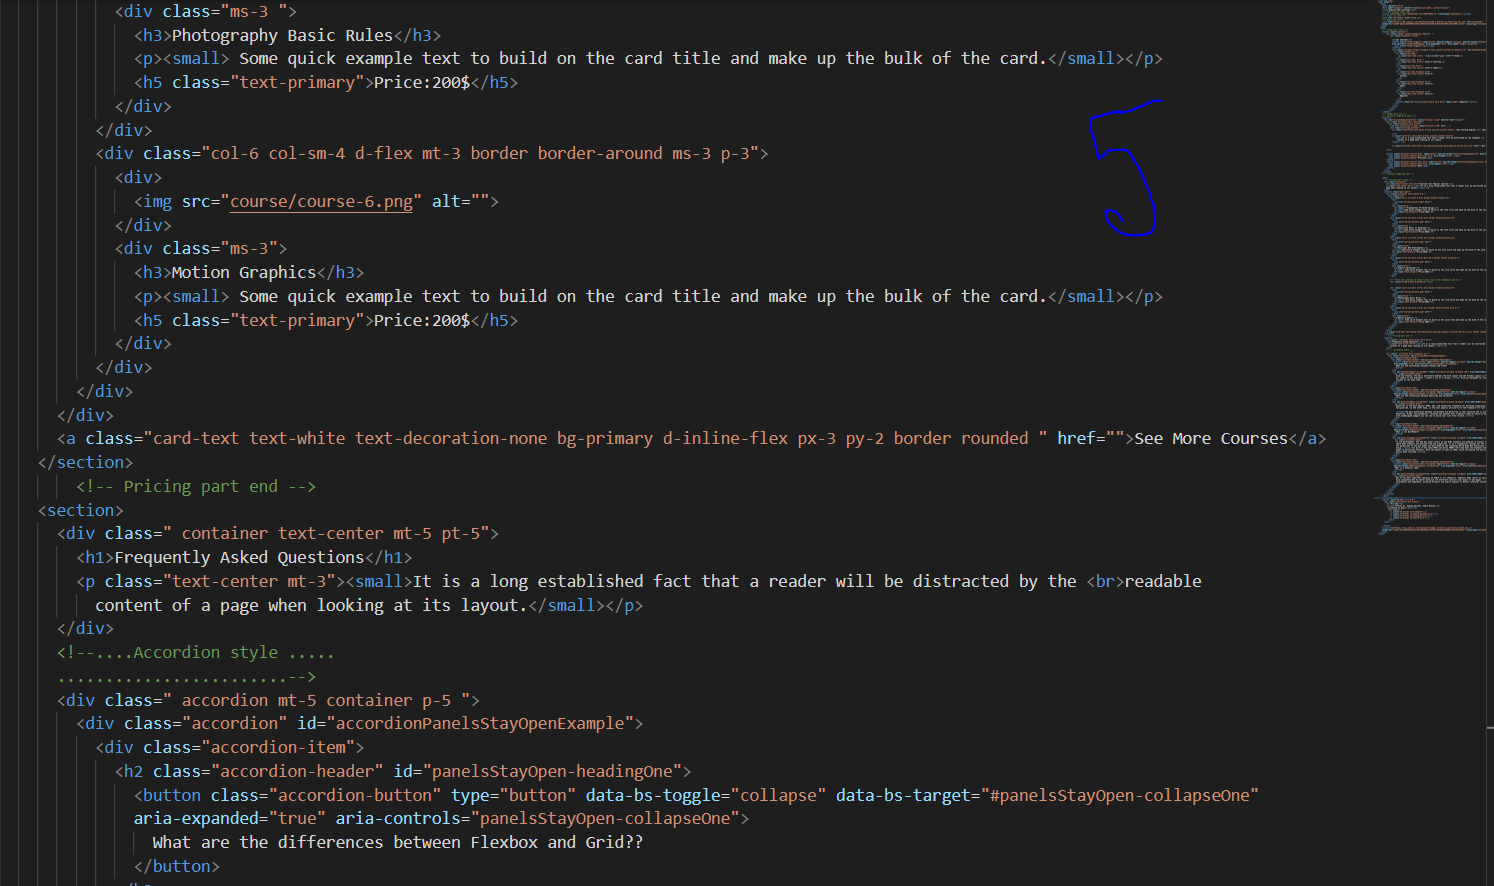 <div class="ms-3 ">
<h3>Photography Basic Rules</h3>
<p><small> Some quick example text to build on the card title and make up the bulk of the card.</small></p>
<h5 class="text-primary">Price:200$</h5>
</div>
</div>
<div class="col-6 col-sm-4 d-flex mt-3 border border-around ms-3 p-3">
<div>
<img src="course/course-6.png" alt="">
</div>
<div class="ms-3">
<h3>Motion Graphics</h3>
<p><small> Some quick example text to build on the card title and make up the bulk of the card.</small></p>
<h5 class="text-primary">Price:200$</h5>
</div>
</div>
</div>
</div>
<a class="card-text text-white text-decoration-none bg-primary d-inline-flex px-3 py-2 border rounded " href="">See More Courses</a>
</section>
<!-- Pricing part end -->
<section>
<div class=" container text-center mt-5 pt-5">
<h1>Frequently Asked Questions</h1>
<p class="text-center mt-3"><small>It is a long established fact that a reader will be distracted by the <br>readable
content of a page when looking at its layout.</small></p>
</div>
<!--....Accordion style .....
........................-->
<div class=" accordion mt-5 container p-5 ">
<div class="accordion" id="accordionPanelsStayOpenExample">
<div class="accordion-item">
<h2 class="accordion-header" id="panelsStayOpen-headingOne">
<button class="accordion-button" type="button" data-bs-toggle="collapse" data-bs-target="#panelsStayOpen-collapseOne"
aria-expanded="true" aria-controls="panelsStayOpen-collapseOne">
What are the differences between Flexbox and Grid??
</button>
5